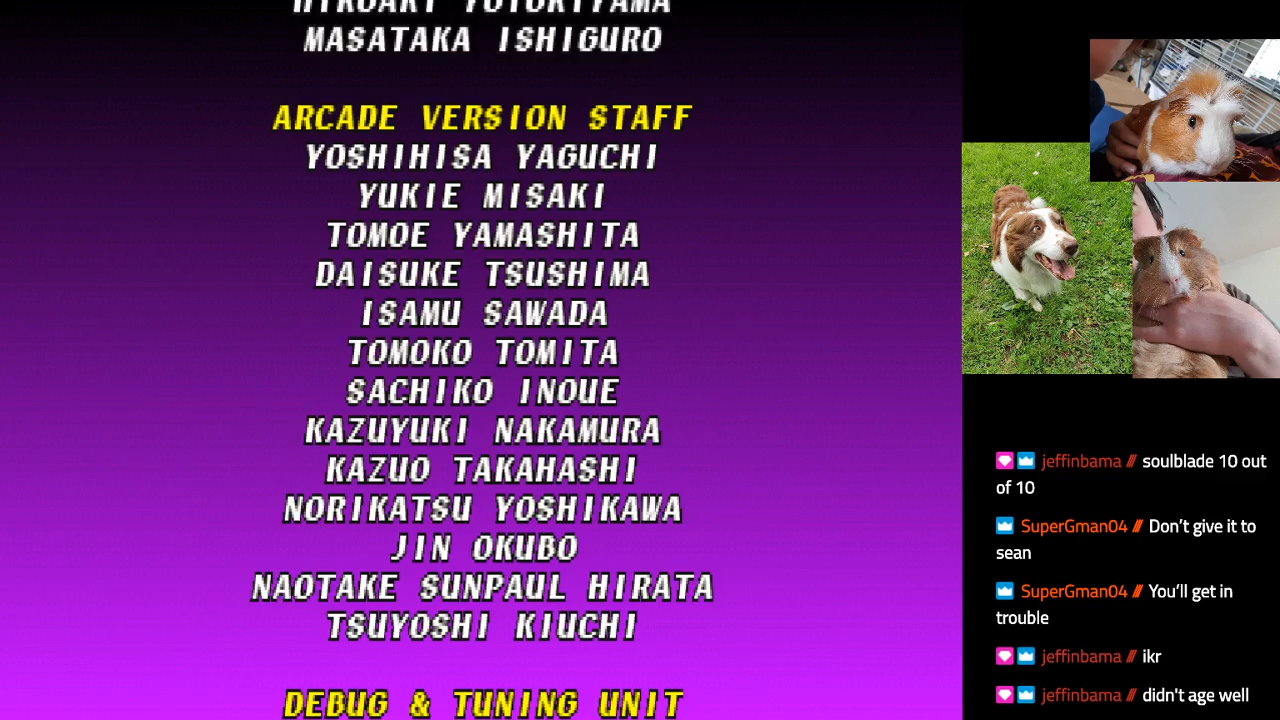 MASATAKA ISHIGURO
ARCADE VERSION STAFF
YOSHIHISA YAGUCHI
YUKIE MISAKI
TOMOE YAMASHITA
DAISUKE TSUSHIMA
ISAMU SAWADA
TOMOKO TOMITA
SACHIKO INOUE
KAZUYUKI NAKAMURA
KAZUO TAKAHASHI
NORIKATSU YOSHIKAWA
JIN OKUBO
NAOTAKE SUNPAUL HIRATA
TSUYOSHI KIUCHI
DEBUG & TUNING UNIT
jeffinbama // soulblade 10 out
of 10
SuperGman04 // Don’t give it to
sean
SuperGman04 // You’ll get in
trouble
jeffinbama // ikr
jeffinbama // didn't age well